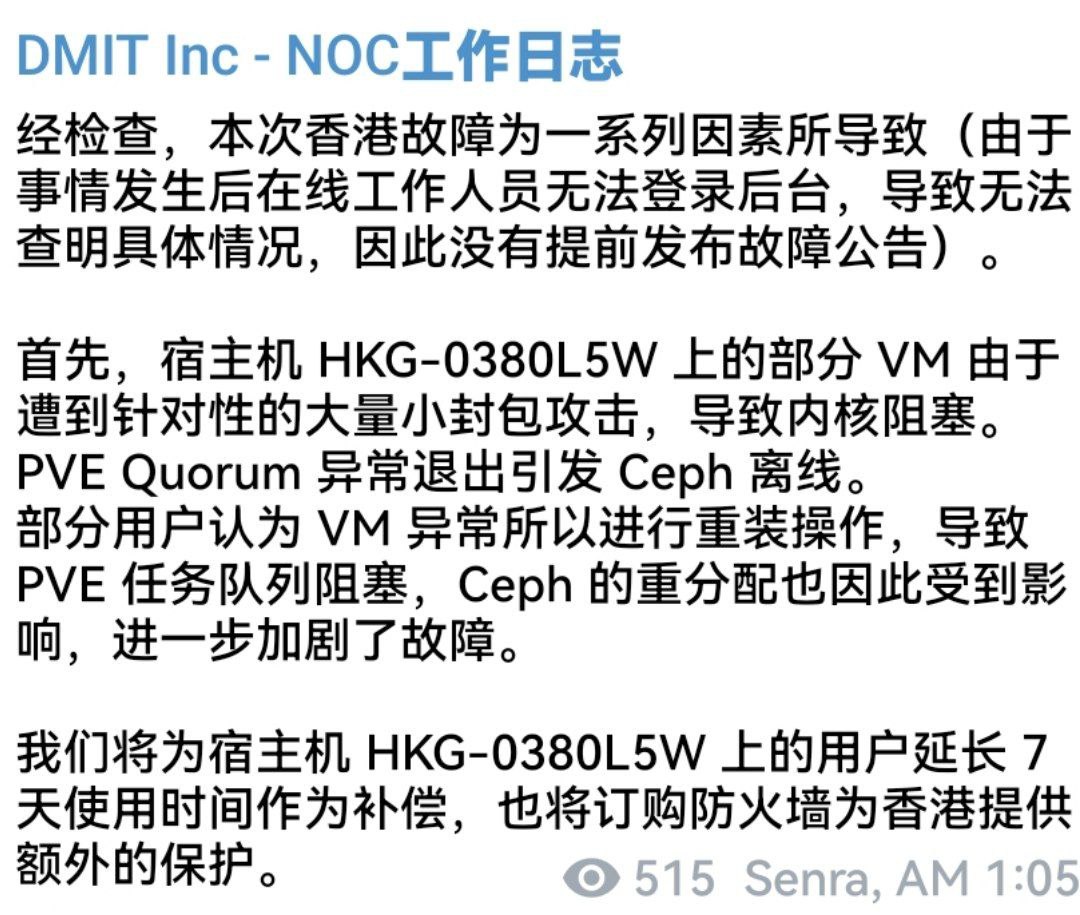 DMIT Inc - NOC工作日志
经检查，本次香港故障为一系列因素所导致（由于
事情发生后在线工作人员无法登录后台，导致无法
查明具体情况，因此没有提前发布故障公告）。
首先，宿主机 HKG-0380L5W 上的部分 VM 由于
遭到针对性的大量小封包攻击，导致内核阻塞。
PVE Quorum 异常退出引发 Ceph 离线。
部分用户认为 VM 异常所以进行重装操作，导致
PVE 任务队列阻塞，Ceph 的重分配也因此受到影
响，进一步加剧了故障。
我们将为宿主机 HKG-0380L5W 上的用户延长 7
天使用时间作为补偿，也将订购防火墙为香港提供
额外的保护。
515 Senra, AM 1:05